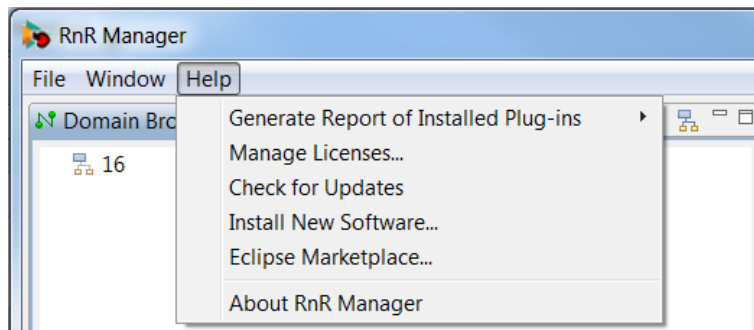 RnR Manager
File Window Help
Domain Bro
Generate Report of Installed Plug-ins
16
Manage Licenses...
Check for Updates
Install New Software...
Eclipse Marketplace...
About RnR Manager